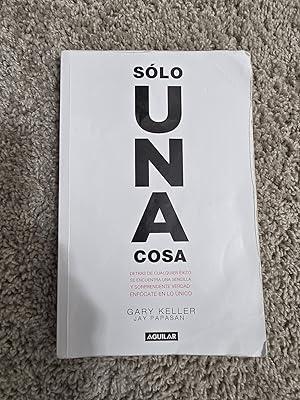 SÓLO
UNA
COSA
DETRÁS DE CUALQUIER ÉXITO
SE ENCUENTRA UNA SENCILLA
Y SORPRENDENTE VERDAD:
ENFÓCATE EN LO ÚNICO
GARY KELLER
JAY PAPASAN
AGUILAR